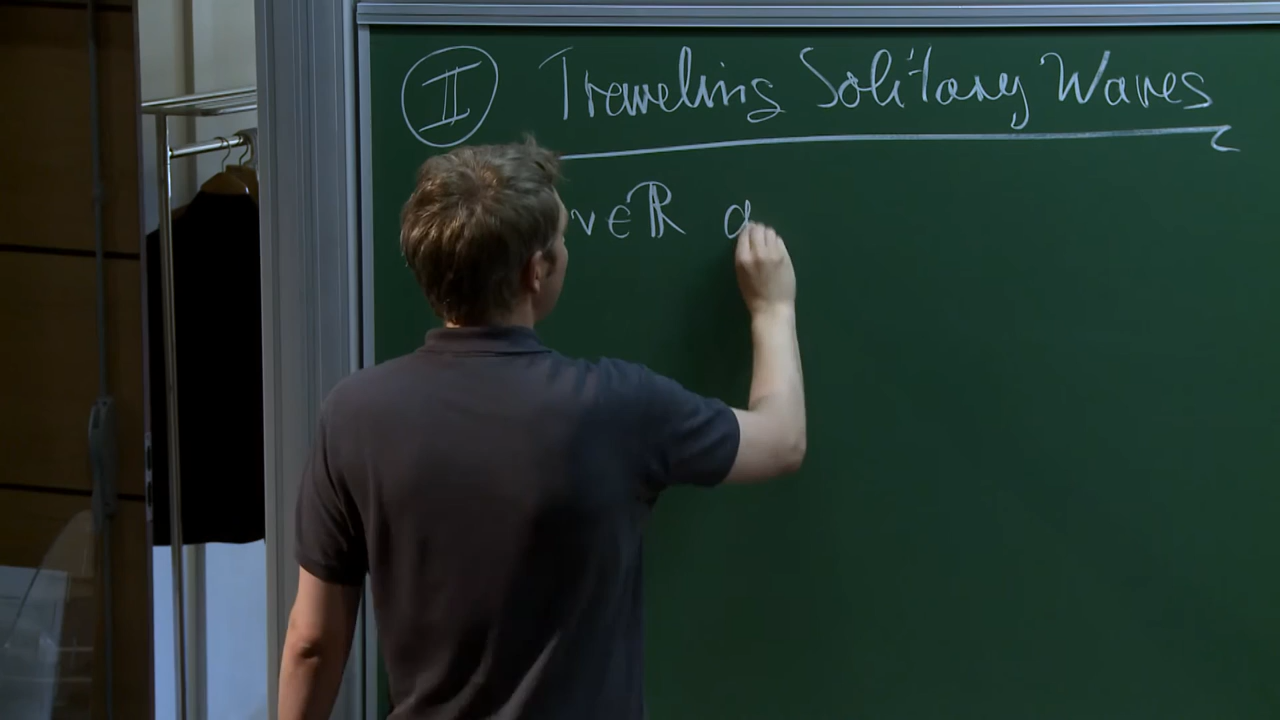 II Traveling Solitary Waves
v ∈ ℝ